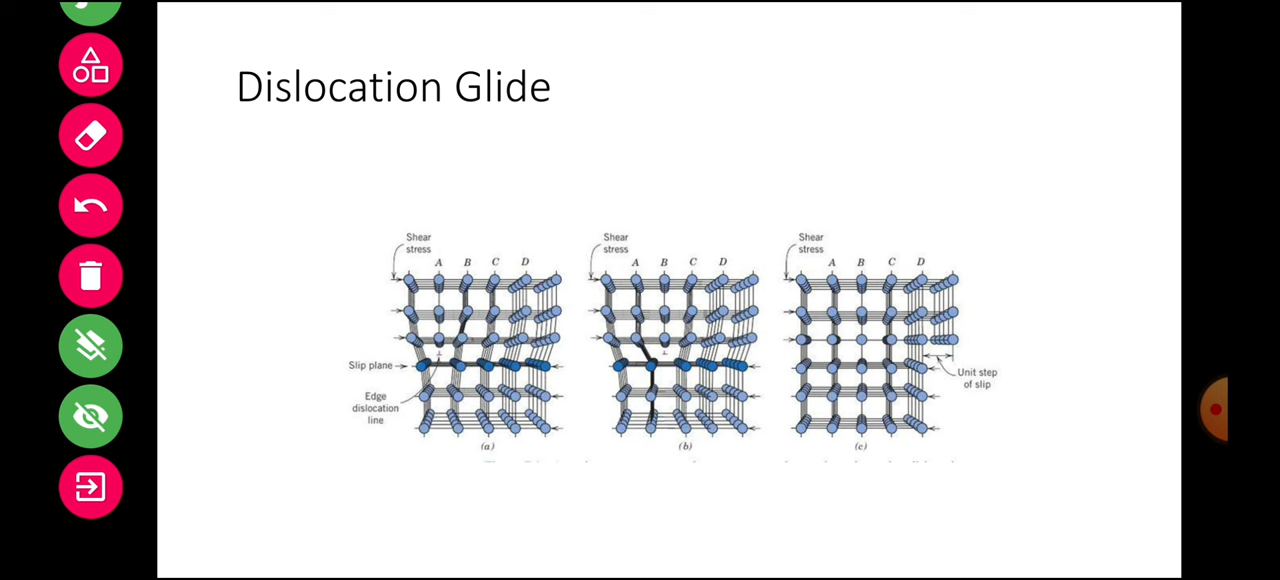 Dislocation Glide
Shear
stress
A B C D
Shear
stress
A B C D
Shear
stress
A B C D
Slip plane
Edge
dislocation
line
Unit step
of slip
(a)
(b)
(c)